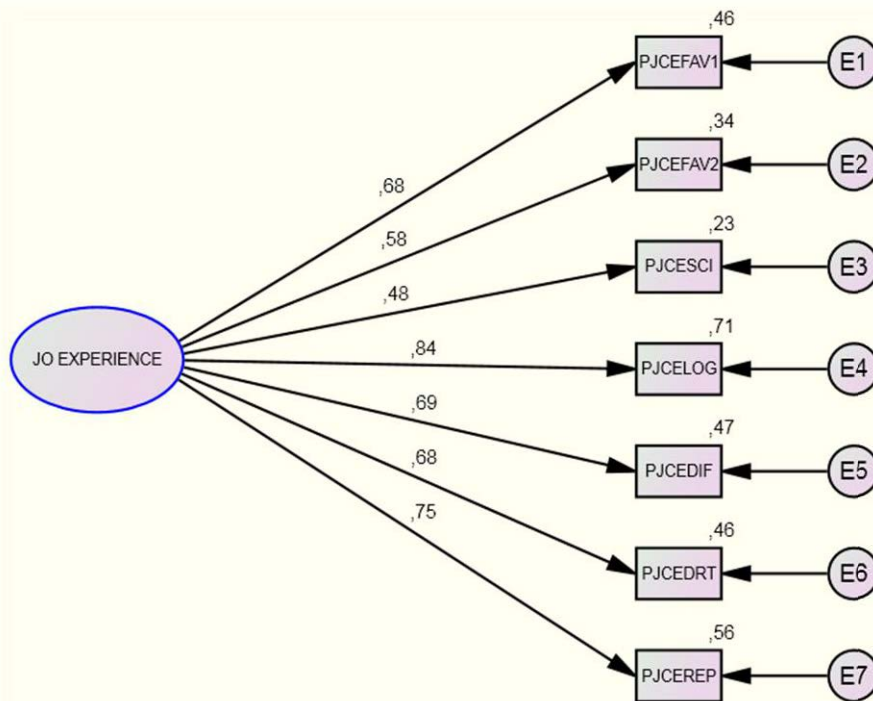 ,46
PJCEFAV1
E1
,34
PJCEFAV2
E2
,68
,58
,23
PJCESCI
E3
,48
JO EXPERIENCE
,84
,71
PJCELOG
E4
,69
,47
PJCEDIF
E5
,68
,75
,46
PJCEDRT
E6
,56
PJCEREP
E7